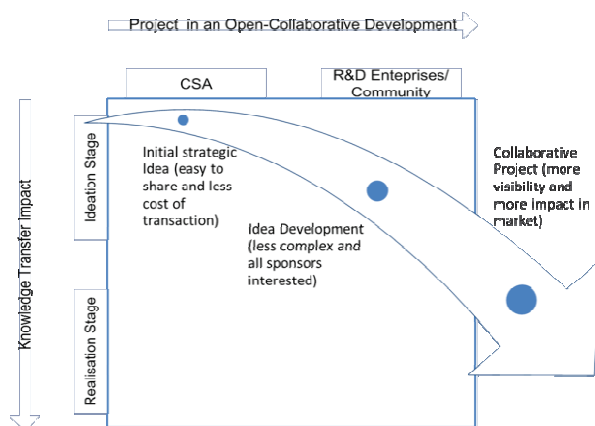 Project in an Open-Collaborative Development
CSA
R&D Enteprises/
Community
Knowledge Transfer Impact
Ideation Stage
Realisation Stage
Initial strategic
Idea (easy to
share and less
cost of
transaction)
Idea Development
(less complex and
all sponsors
interested)
Collaborative
Project (more
visibility and
more impact in
market)